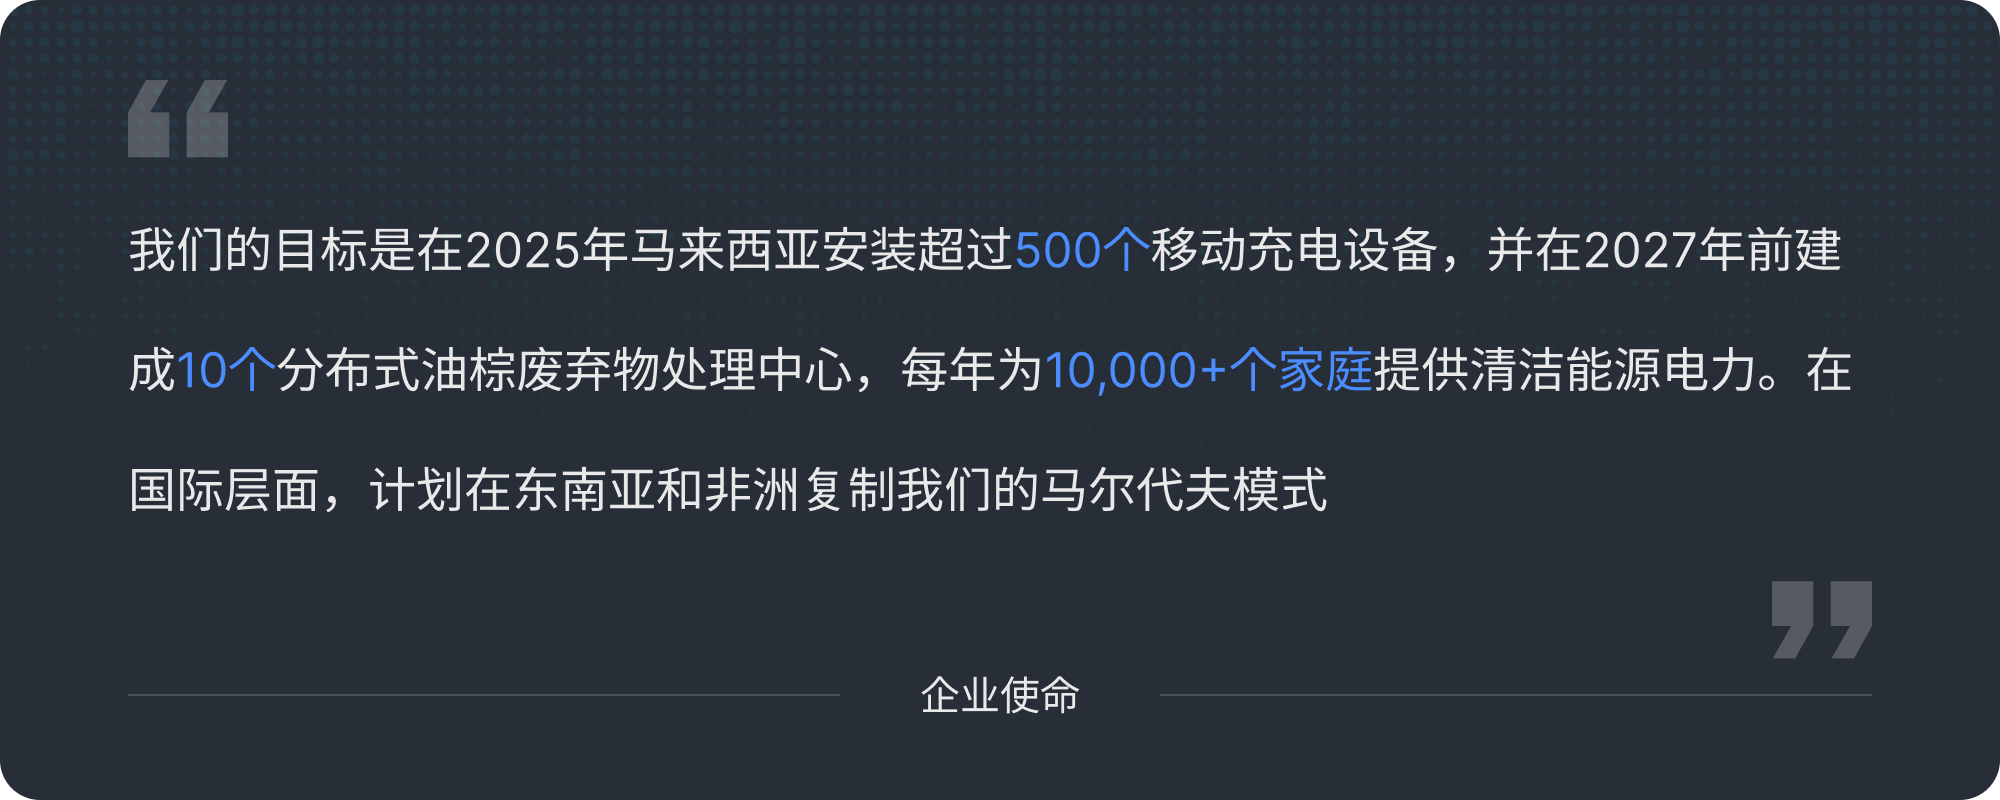 “
我们的目标是在2025年马来西亚安装超过500个移动充电设备，并在2027年前建
成10个分布式油棕废弃物处理中心，每年为10,000+个家庭提供清洁能源电力。在
国际层面，计划在东南亚和非洲复制我们的马尔代夫模式
”
企业使命